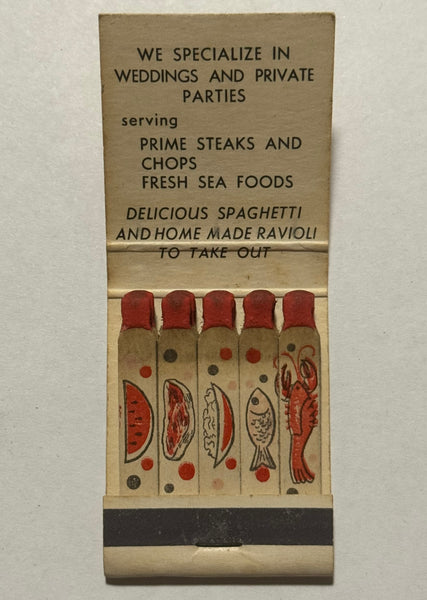 WE SPECIALIZE IN
WEDDINGS AND PRIVATE
PARTIES
serving
PRIME STEAKS AND
CHOPS
FRESH SEA FOODS
DELICIOUS SPAGHETTI
AND HOME MADE RAVIOLI
TO TAKE OUT